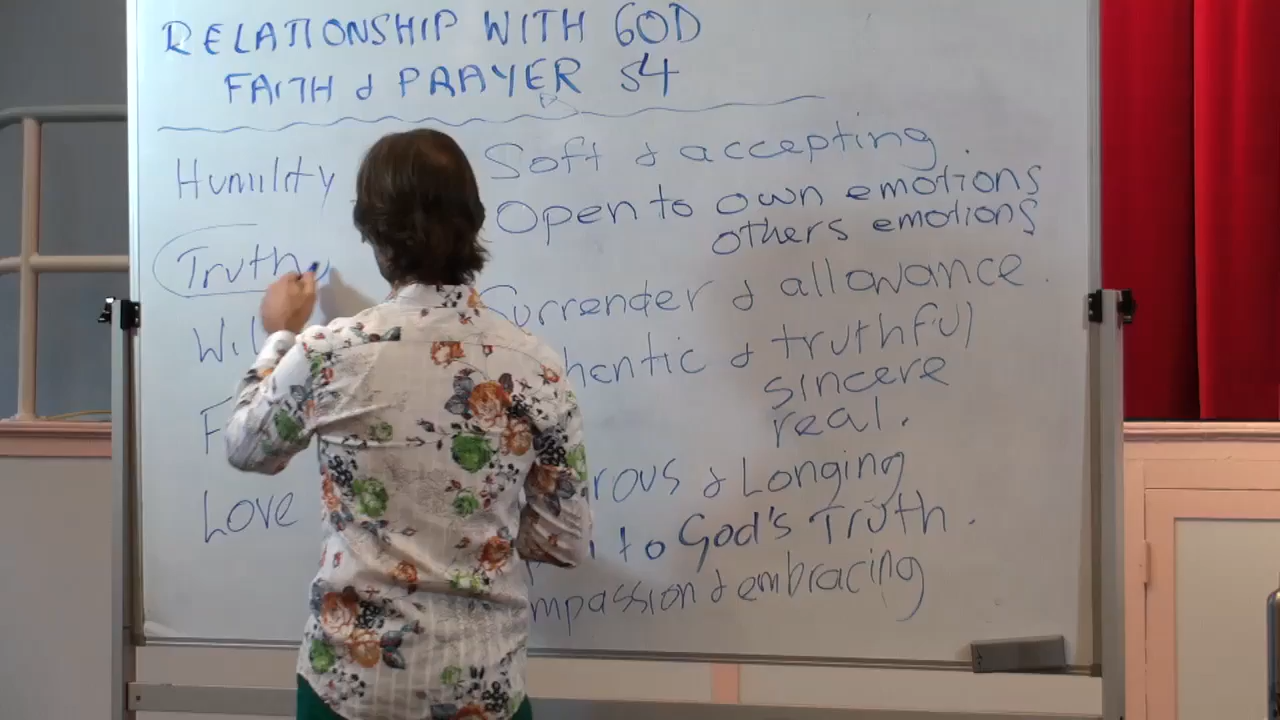 RELATIONSHIP WITH GOD
FAITH & PRAYER S4
Humility
Truth
Wil
F
Love
Soft & accepting.
Open to own emotions
others emotions
Surrender & allowance.
hentic & truthful
sincere
real.
rous & Longing
to God's Truth.
mpassion & embracing